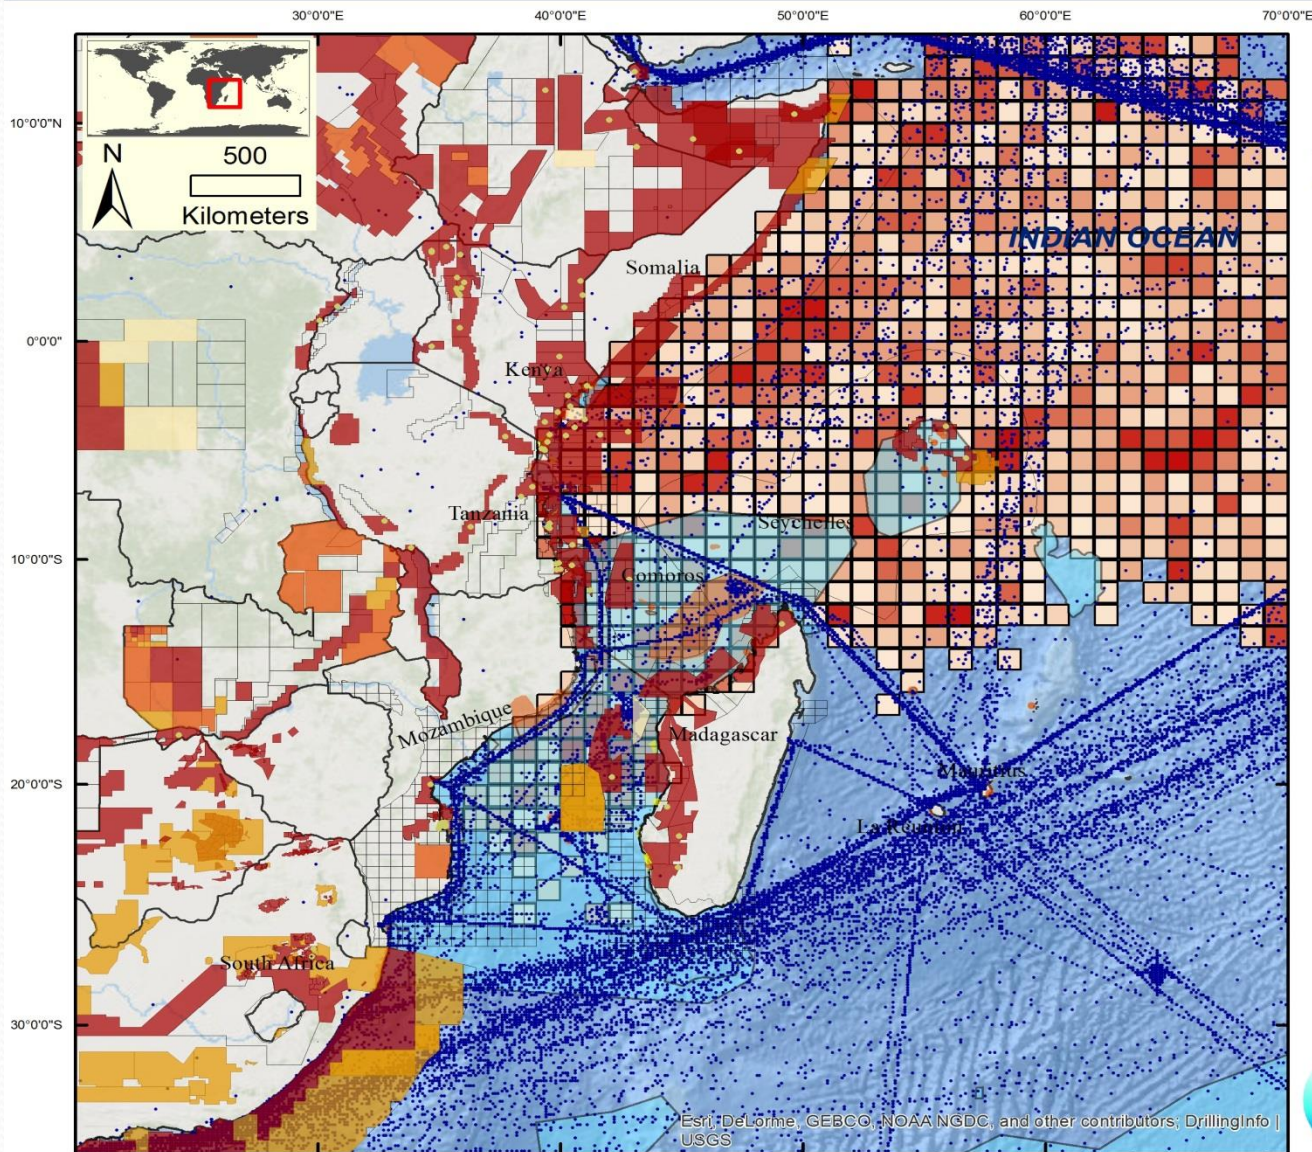 30°0'0"E
40°0'0"E
50°0'0"E
60°0'0"E
70°0'0"E
10°0'0"N
0°0'0"
10°0'0"S
20°0'0"S
30°0'0"S
N
500
Kilometers
INDIAN OCEAN
Somalia
Kenya
Tanzania
Seychelles
Comoros
Mozambique
Madagascar
Mauritius
La Reunion
South Africa
Esri, DeLorme, GEBCO, NOAA NGDC, and other contributors; DrillingInfo |
USGS